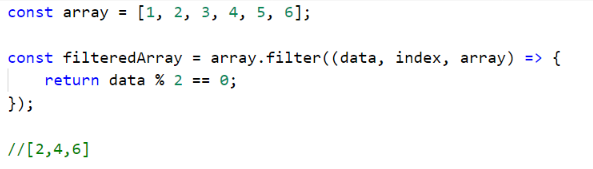 const array = [1, 2, 3, 4, 5, 6];
const filteredArray = array.filter((data, index, array) => {
    return data % 2 == 0;
});
//[2,4,6]